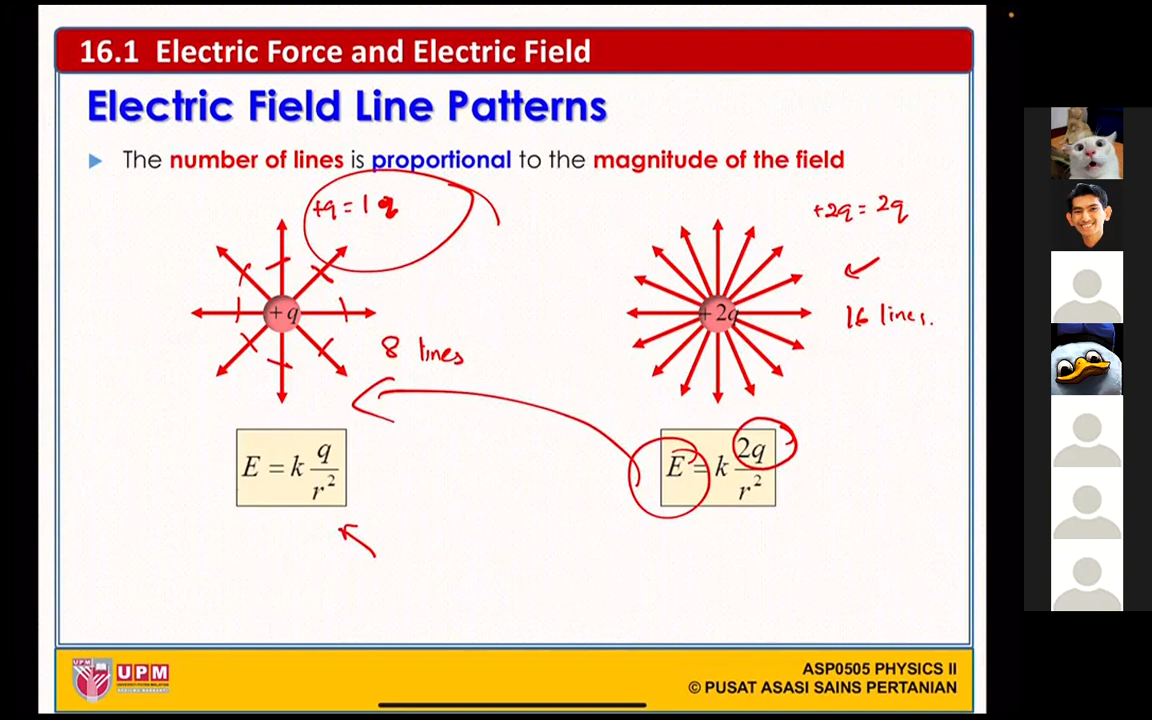 16.1 Electric Force and Electric Field
Electric Field Line Patterns
The number of lines is proportional to the magnitude of the field
+q = 1q
+2q = 2q
+q
+2q
16 lines.
8 lines
E = k q/r²
E = k 2q/r²
UPM
UPM
ASP0505 PHYSICS II
© PUSAT ASASI SAINS PERTANIAN